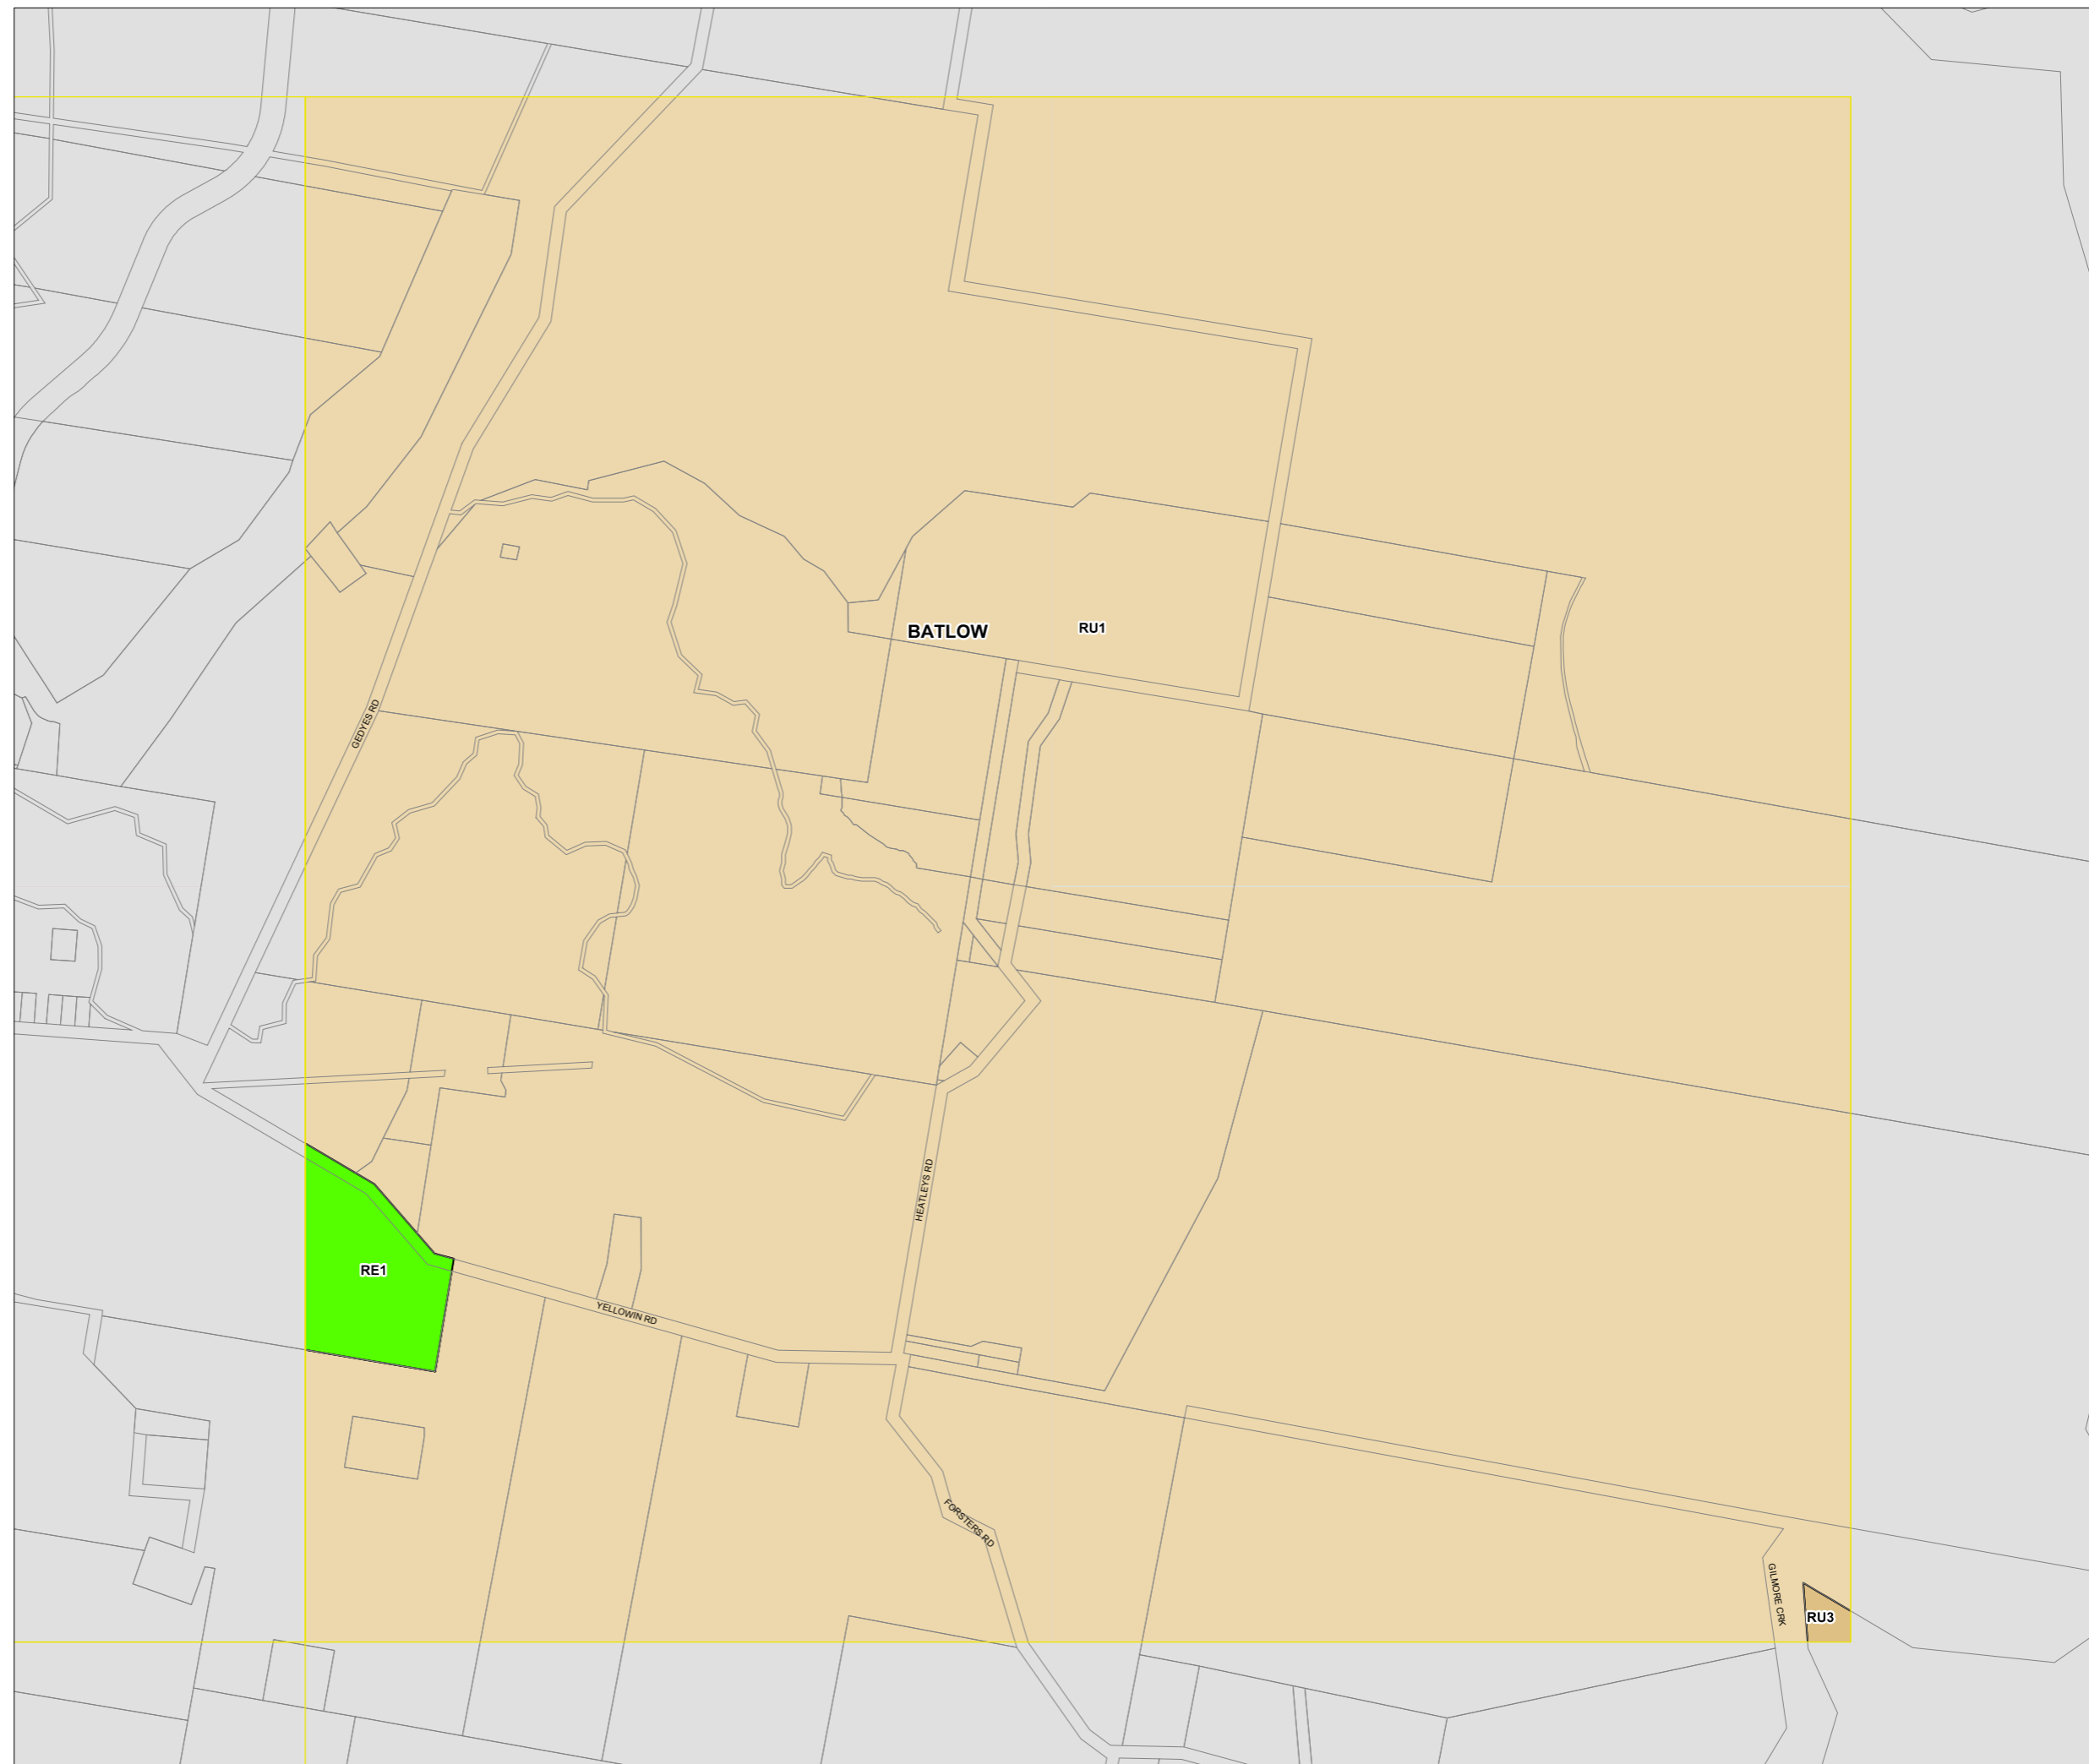 BATLOW
RU1
GEDYES RD
HEATLEYS RD
RE1
YELLOWIN RD
FORSTERS RD
GILMORE CRK
RU3